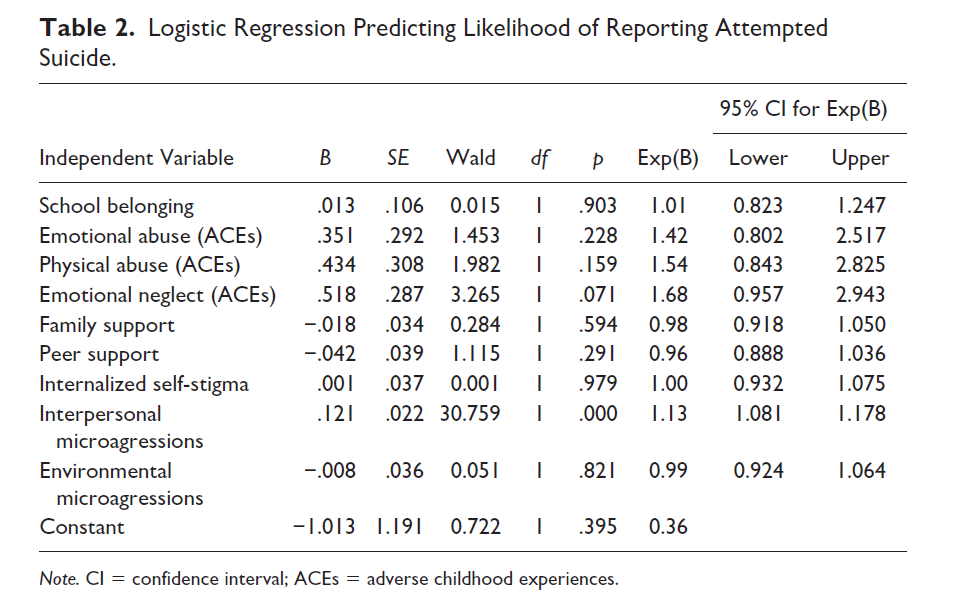 Table 2. Logistic Regression Predicting Likelihood of Reporting Attempted
Suicide.
95% CI for Exp(B)
Independent Variable B SE Wald df p Exp(B) Lower Upper
School belonging .013 .106 0.015 1 .903 1.01 0.823 1.247
Emotional abuse (ACEs) .351 .292 1.453 1 .228 1.42 0.802 2.517
Physical abuse (ACEs) .434 .308 1.982 1 .159 1.54 0.843 2.825
Emotional neglect (ACEs) .518 .287 3.265 1 .071 1.68 0.957 2.943
Family support −.018 .034 0.284 1 .594 0.98 0.918 1.050
Peer support −.042 .039 1.115 1 .291 0.96 0.888 1.036
Internalized self-stigma .001 .037 0.001 1 .979 1.00 0.932 1.075
Interpersonal .121 .022 30.759 1 .000 1.13 1.081 1.178
microagressions
Environmental −.008 .036 0.051 1 .821 0.99 0.924 1.064
microagressions
Constant −1.013 1.191 0.722 1 .395 0.36
Note. CI = confidence interval; ACEs = adverse childhood experiences.